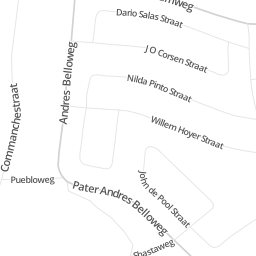 Dario Salas Straat
J O Corsen Straat
Nilda Pinto Straat
Willem Hoyer Straat
Andres Belloweg
Commanchestraat
Puebloweg
Pater Andres Belloweg
John de Pool Straat